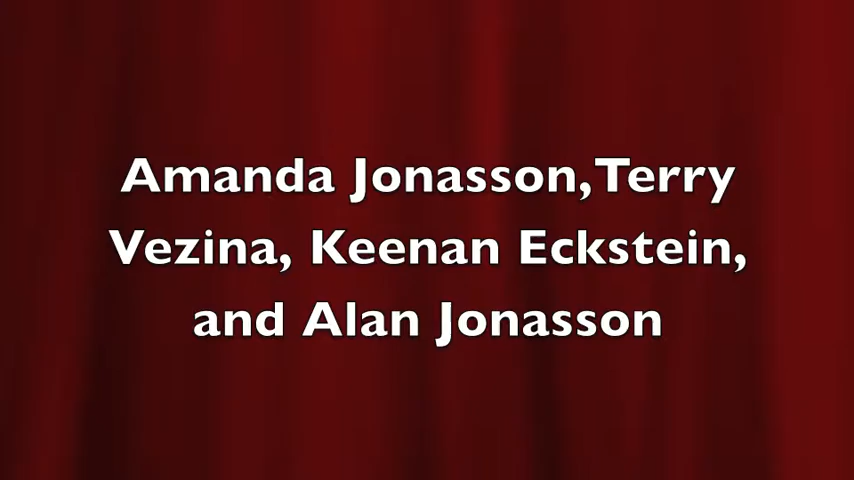 Amanda Jonasson,Terry
Vezina, Keenan Eckstein,
and Alan Jonasson